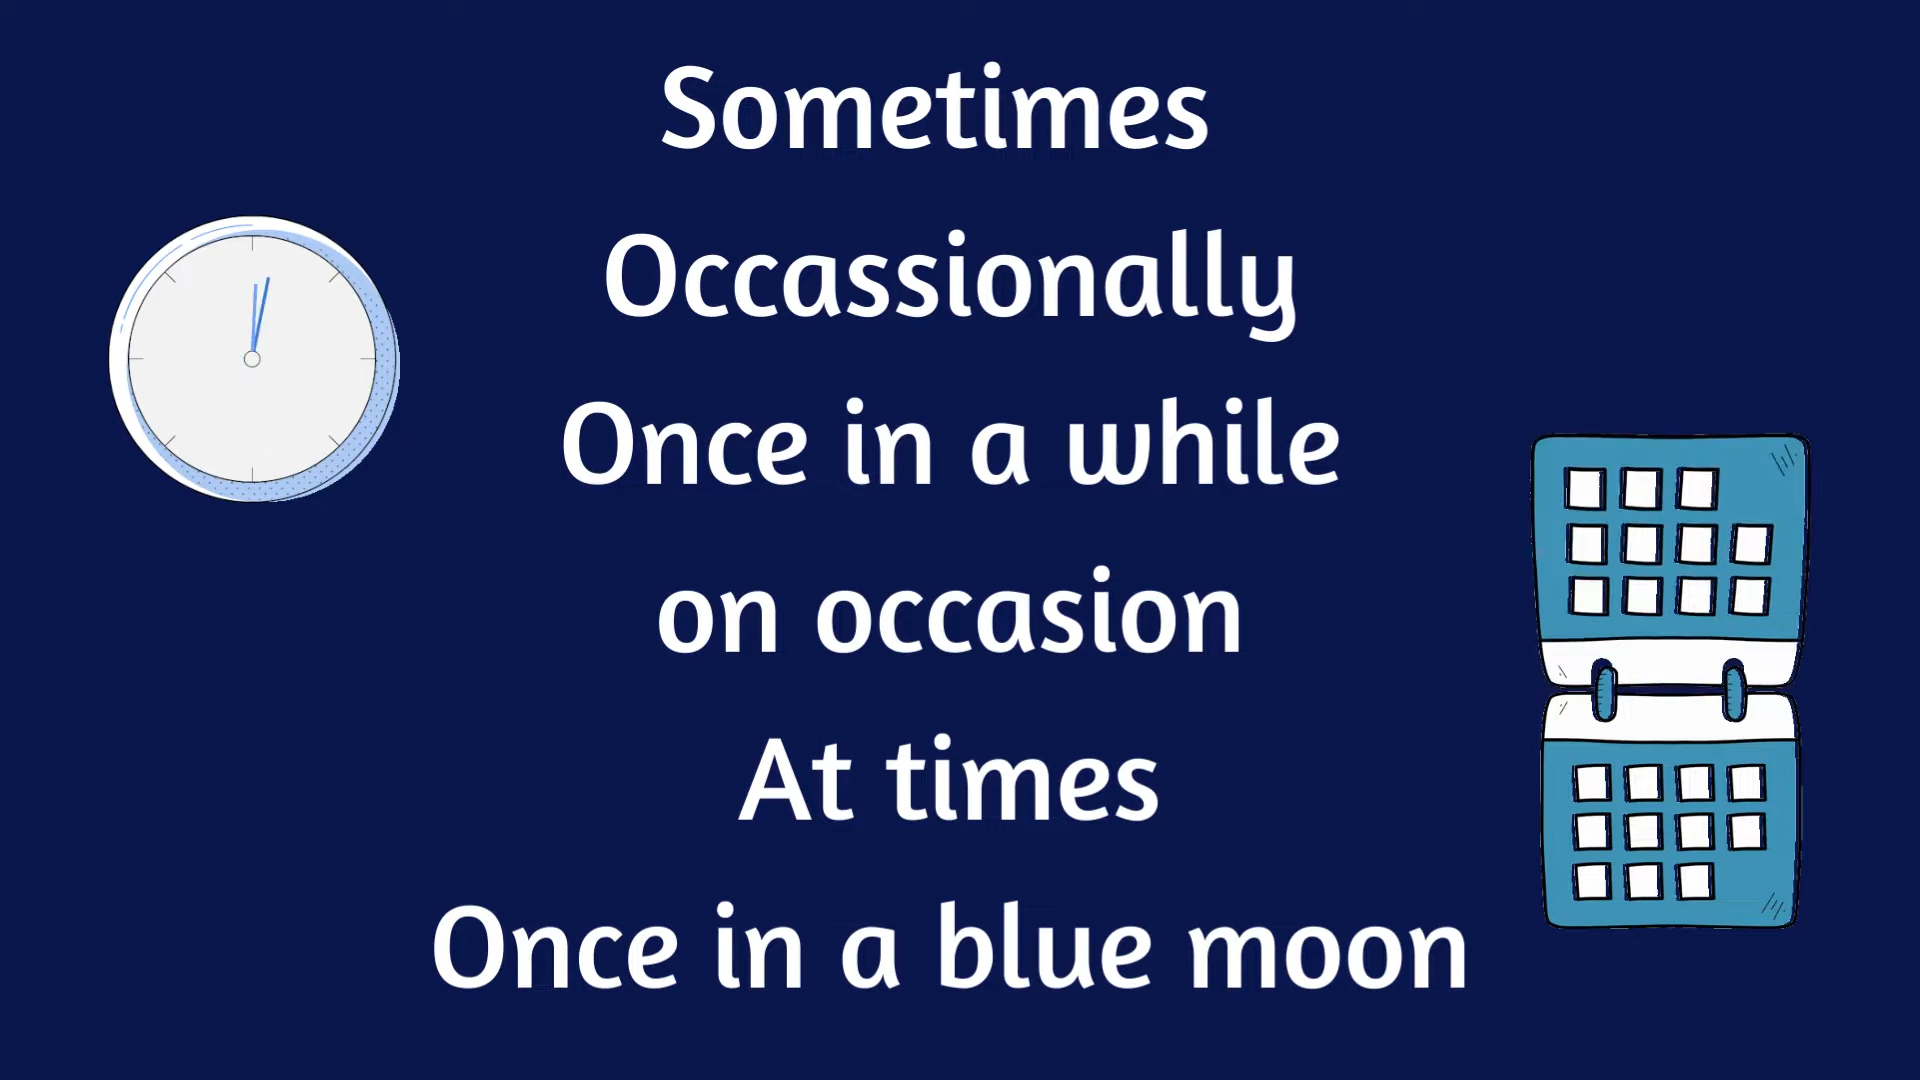 Sometimes
Occassionally
Once in a while
on occasion
At times
Once in a blue moon